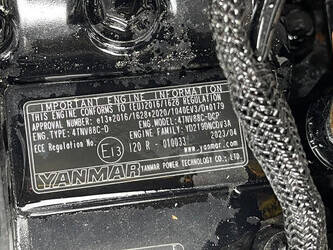 IMPORTANT ENGINE INFORMATION
THIS ENGINE CONFORMS TO (EU)2016/1628 REGULATION
APPROVAL NUMBER: e13*2016/1628*2020/1040EV3/D*0179
ENG.TYPE: 4TNV88C-D ENG.MODEL: 4TNV88C-DCP
ENGINE FAMILY:
ECE Regulation No. E13 120 R - 010033 2023/04
www.yanmar.com
YANMAR YANMAR POWER TECHNOLOGY CO., LTD.